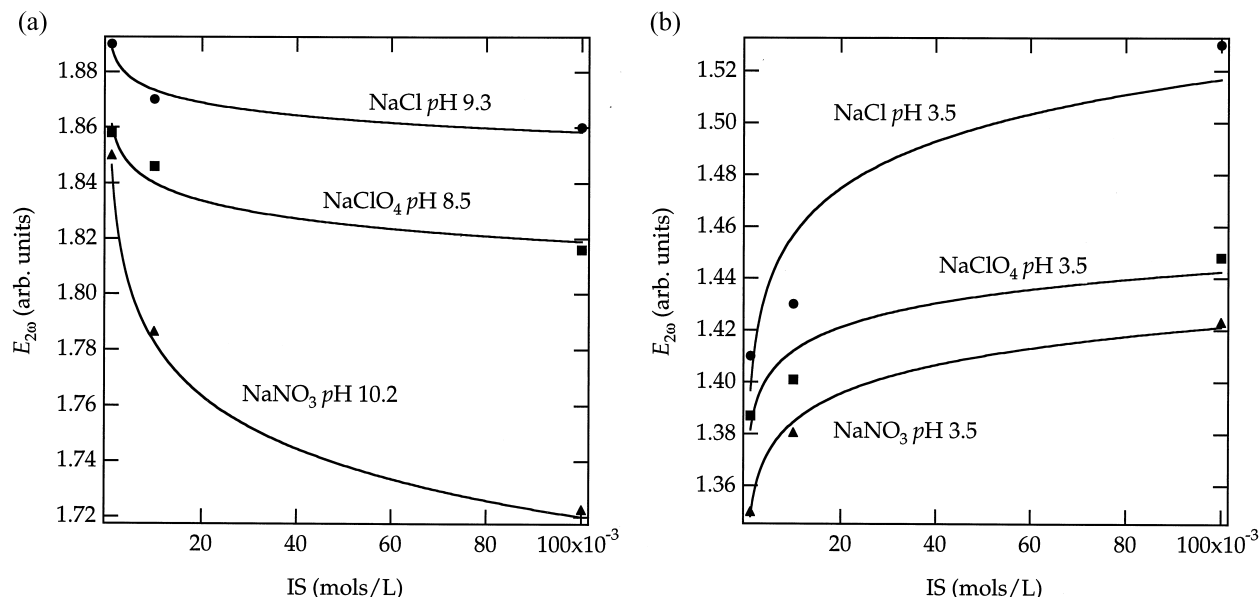 (a)
1.88
1.86
1.84
1.82
1.80
1.78
1.76
1.74
1.72
E2ω (arb. units)
NaCl pH 9.3
NaClO4 pH 8.5
NaNO3 pH 10.2
20
40
60
80
100x10-3
IS (mols/L)
(b)
1.52
1.50
1.48
1.46
1.44
1.42
1.40
1.38
1.36
E2ω (arb. units)
NaCl pH 3.5
NaClO4 pH 3.5
NaNO3 pH 3.5
20
40
60
80
100x10-3
IS (mols/L)